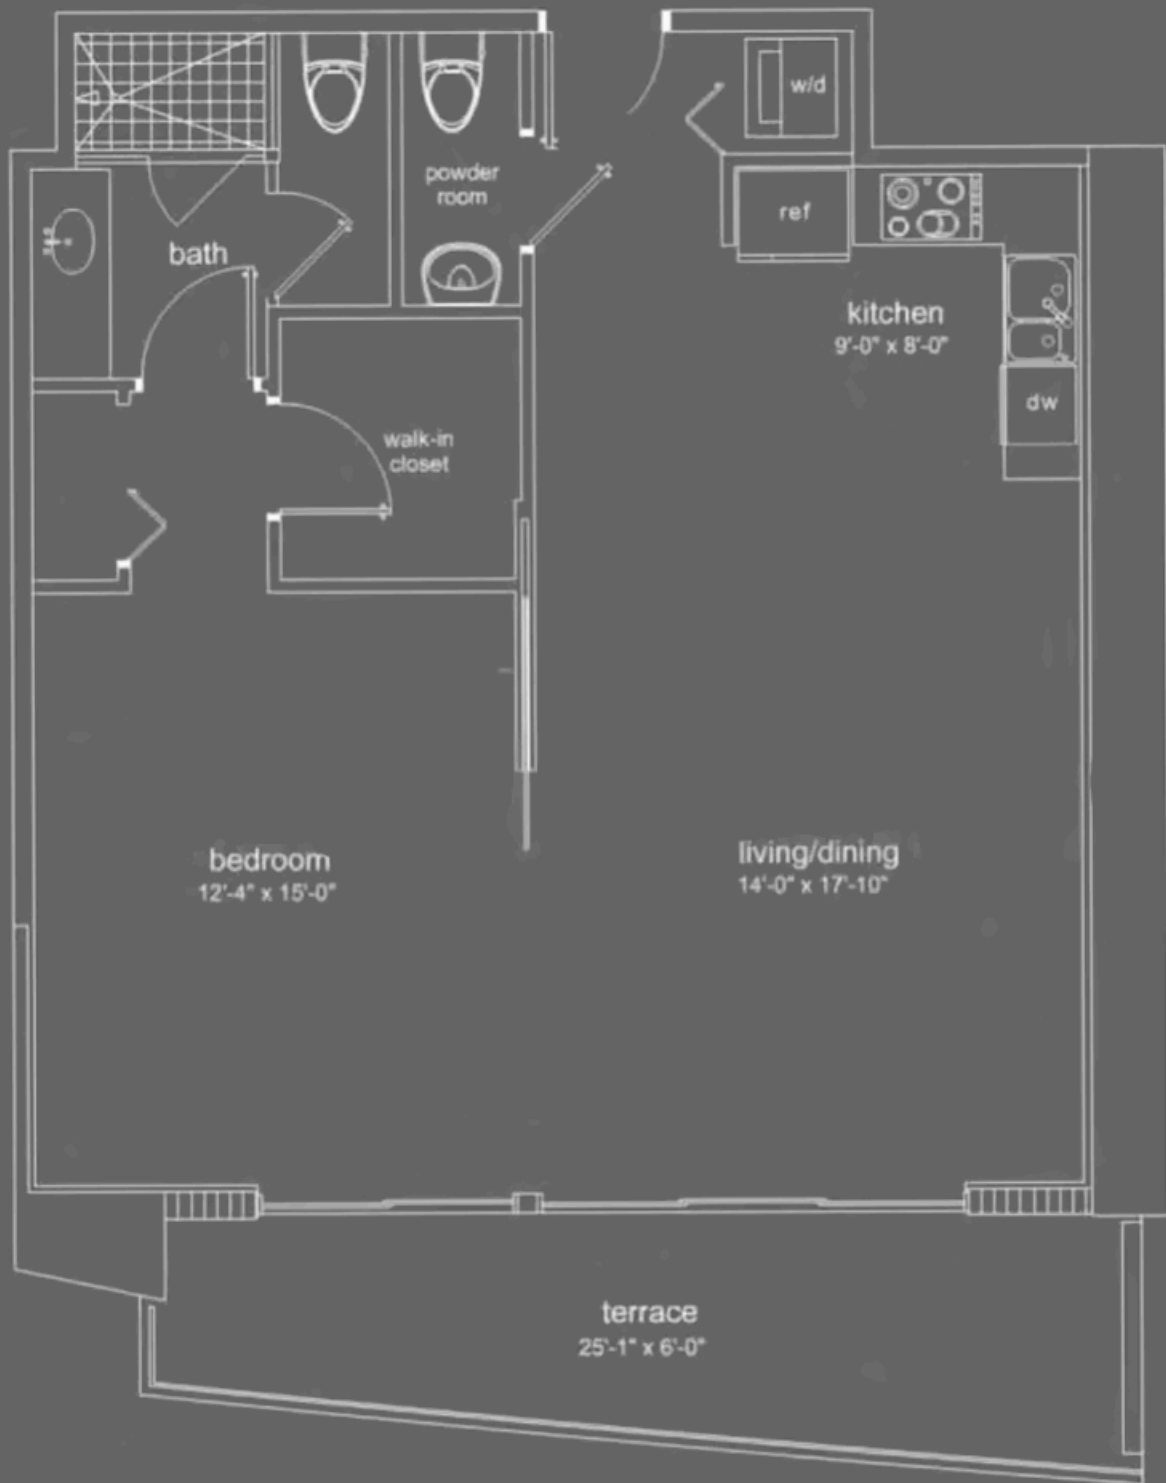 w/d
powder
room
ref
bath
kitchen
9'-0" x 8'-0"
dw
walk-in
closet
bedroom
12'-4" x 15'-0"
living/dining
14'-0" x 17'-10"
terrace
25'-1" x 6'-0"